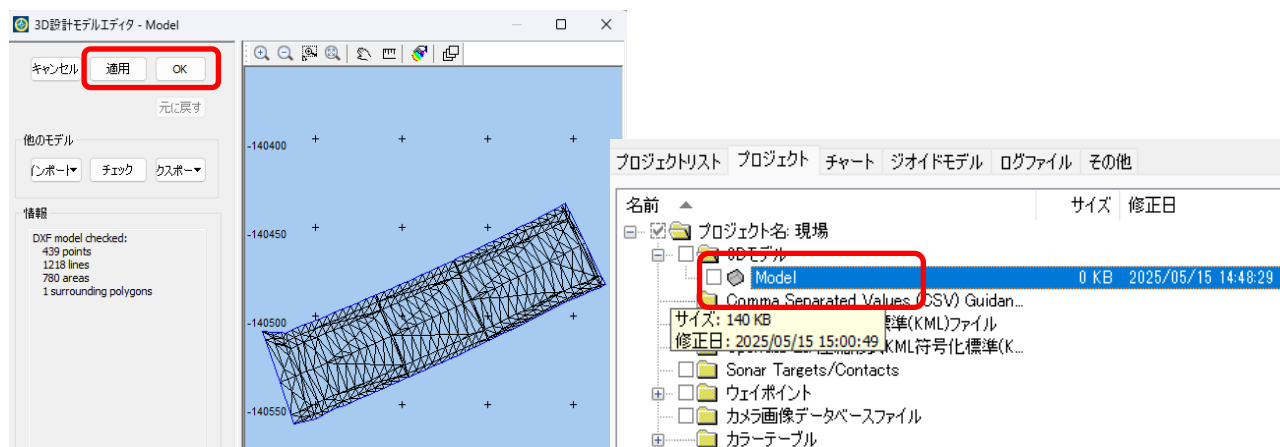 3D設計モデルエディタ - Model
キャンセル 適用 OK
元に戻す
他のモデル
インポート▼ チェック クスポー▼
情報
DXF model checked:
439 points
1218 lines
780 areas
1 surrounding polygons
-140400
-140450
-140500
-140550
プロジェクトリスト プロジェクト チャート ジオイドモデル ログファイル その他
名前 サイズ 修正日
プロジェクト名: 現場
3Dモデル
Model 0 KB 2025/05/15 14:48:29
Comma Separated Values (CSV) Guidan...
サイズ: 140 KB
修正日: 2025/05/15 15:00:49
標準(KML)ファイル
KML符号化標準(K...
Sonar Targets/Contacts
ウェイポイント
カメラ画像データベースファイル
カラーテーブル